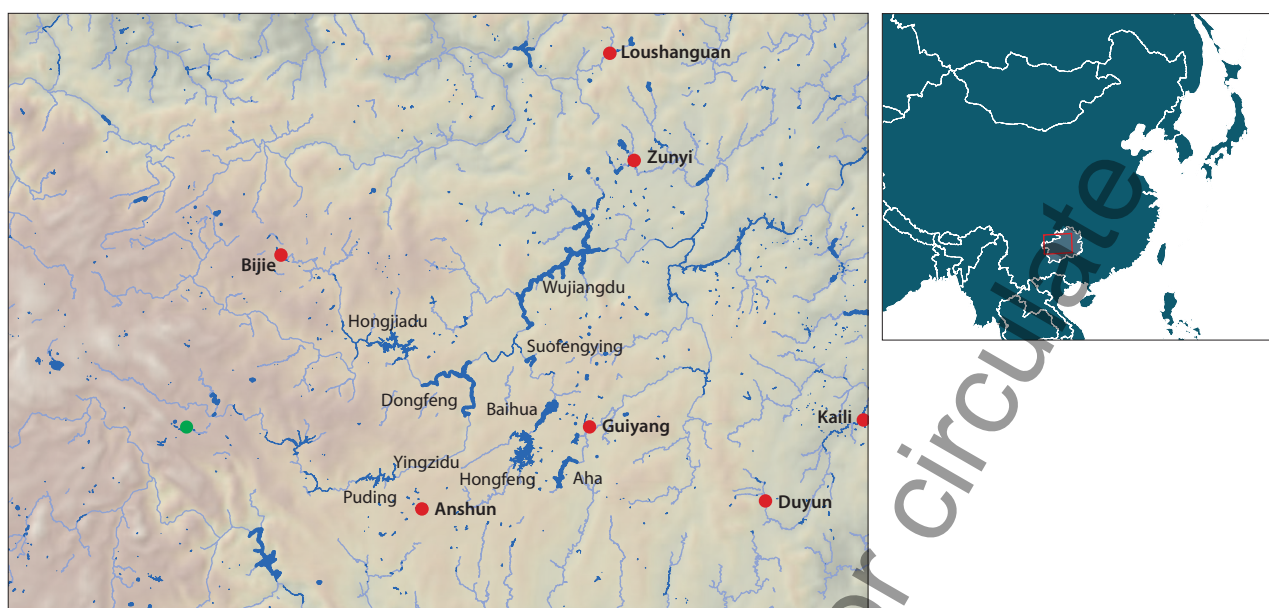 Loushanguan
Zunyi
Bijie
Wujiangdu
Hongjiadu
Suofengying
Dongfeng
Baihua
Guiyang
Kaili
Yingzidu
Hongfeng
Aha
Puding
Anshun
Duyun
or circulate